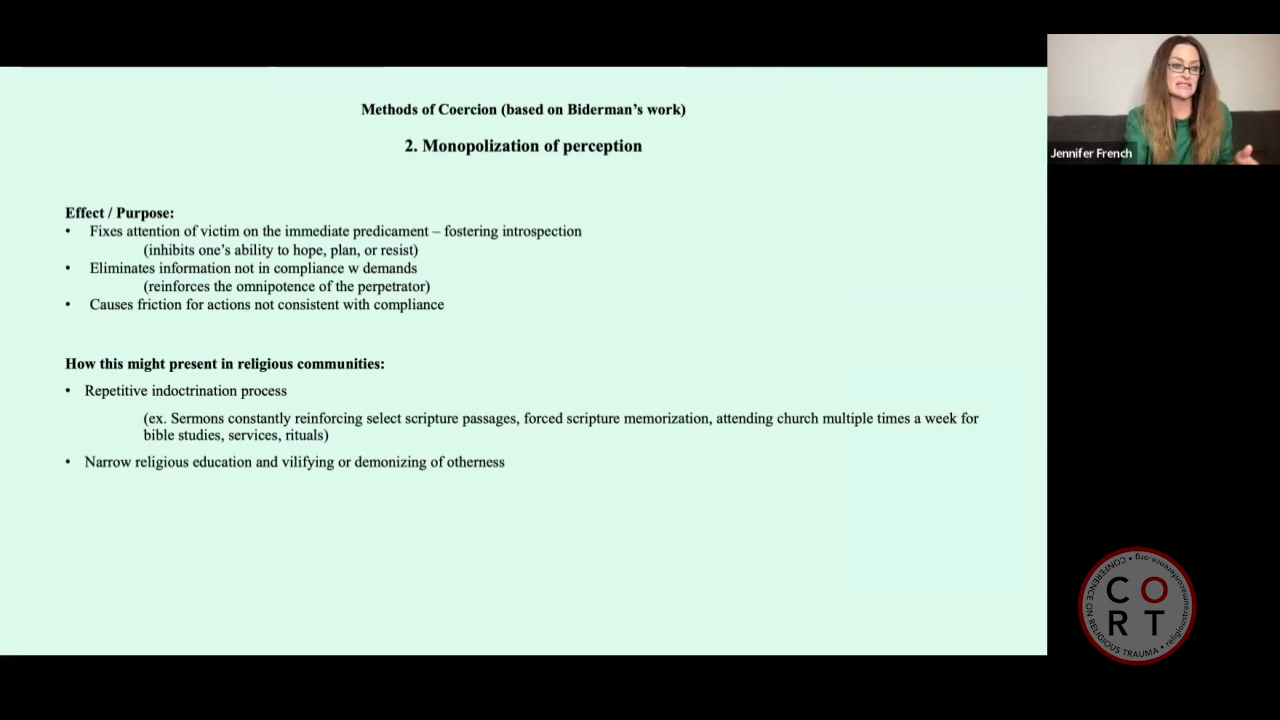 Methods of Coercion (based on Biderman's work)
2. Monopolization of perception
Effect / Purpose:
• Fixes attention of victim on the immediate predicament – fostering introspection
(inhibits one's ability to hope, plan, or resist)
• Eliminates information not in compliance w demands
(reinforces the omnipotence of the perpetrator)
• Causes friction for actions not consistent with compliance
How this might present in religious communities:
• Repetitive indoctrination process
(ex. Sermons constantly reinforcing select scripture passages, forced scripture memorization, attending church multiple times a week for
bible studies, services, rituals)
• Narrow religious education and vilifying or demonizing of otherness
Jennifer French
CONFERENCE ON RELIGIOUS TRAUMA • religioustraumaconference.org •
C O
R T